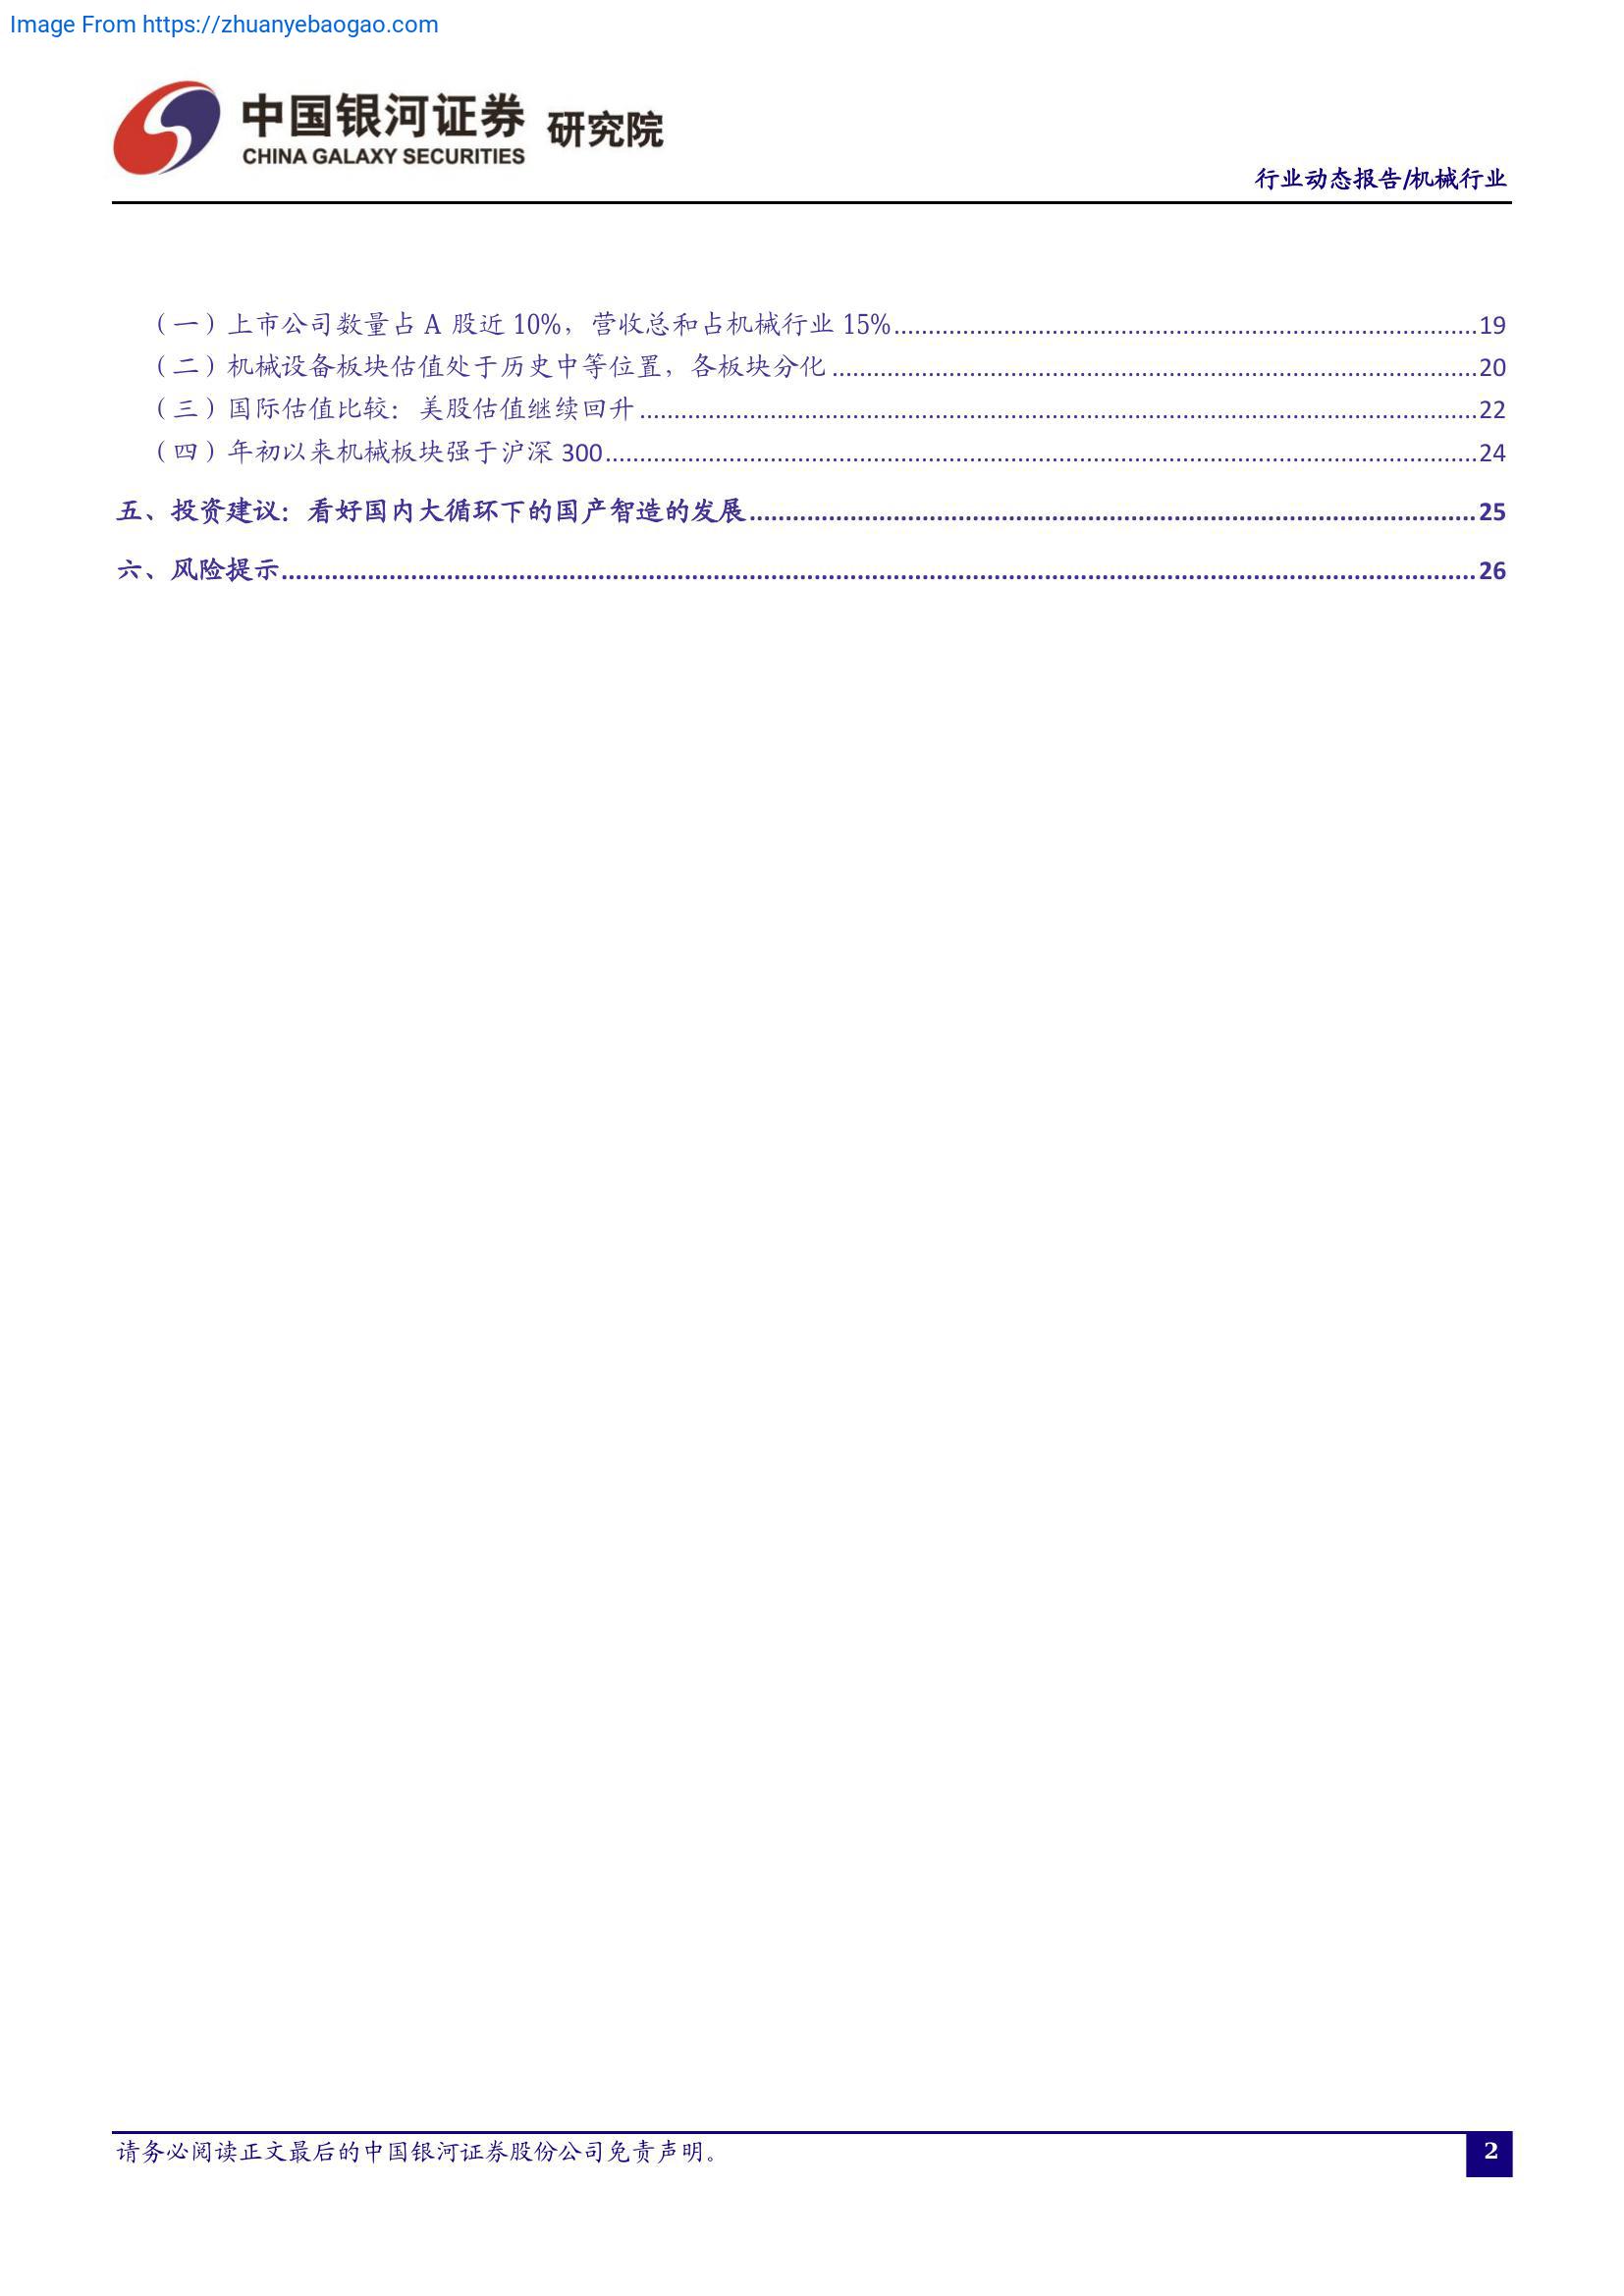 Image From https://zhuanyebaogao.com
中国银河证券 研究院
CHINA GALAXY SECURITIES
行业动态报告/机械行业
（一）上市公司数量占 A 股近 10%，营收总和占机械行业 15%........................................................................................19
（二）机械设备板块估值处于历史中等位置，各板块分化........................................................................................20
（三）国际估值比较：美股估值继续回升........................................................................................22
（四）年初以来机械板块强于沪深 300........................................................................................24
五、投资建议：看好国内大循环下的国产智造的发展........................................................................................25
六、风险提示........................................................................................26
请务必阅读正文最后的中国银河证券股份公司免责声明。
2